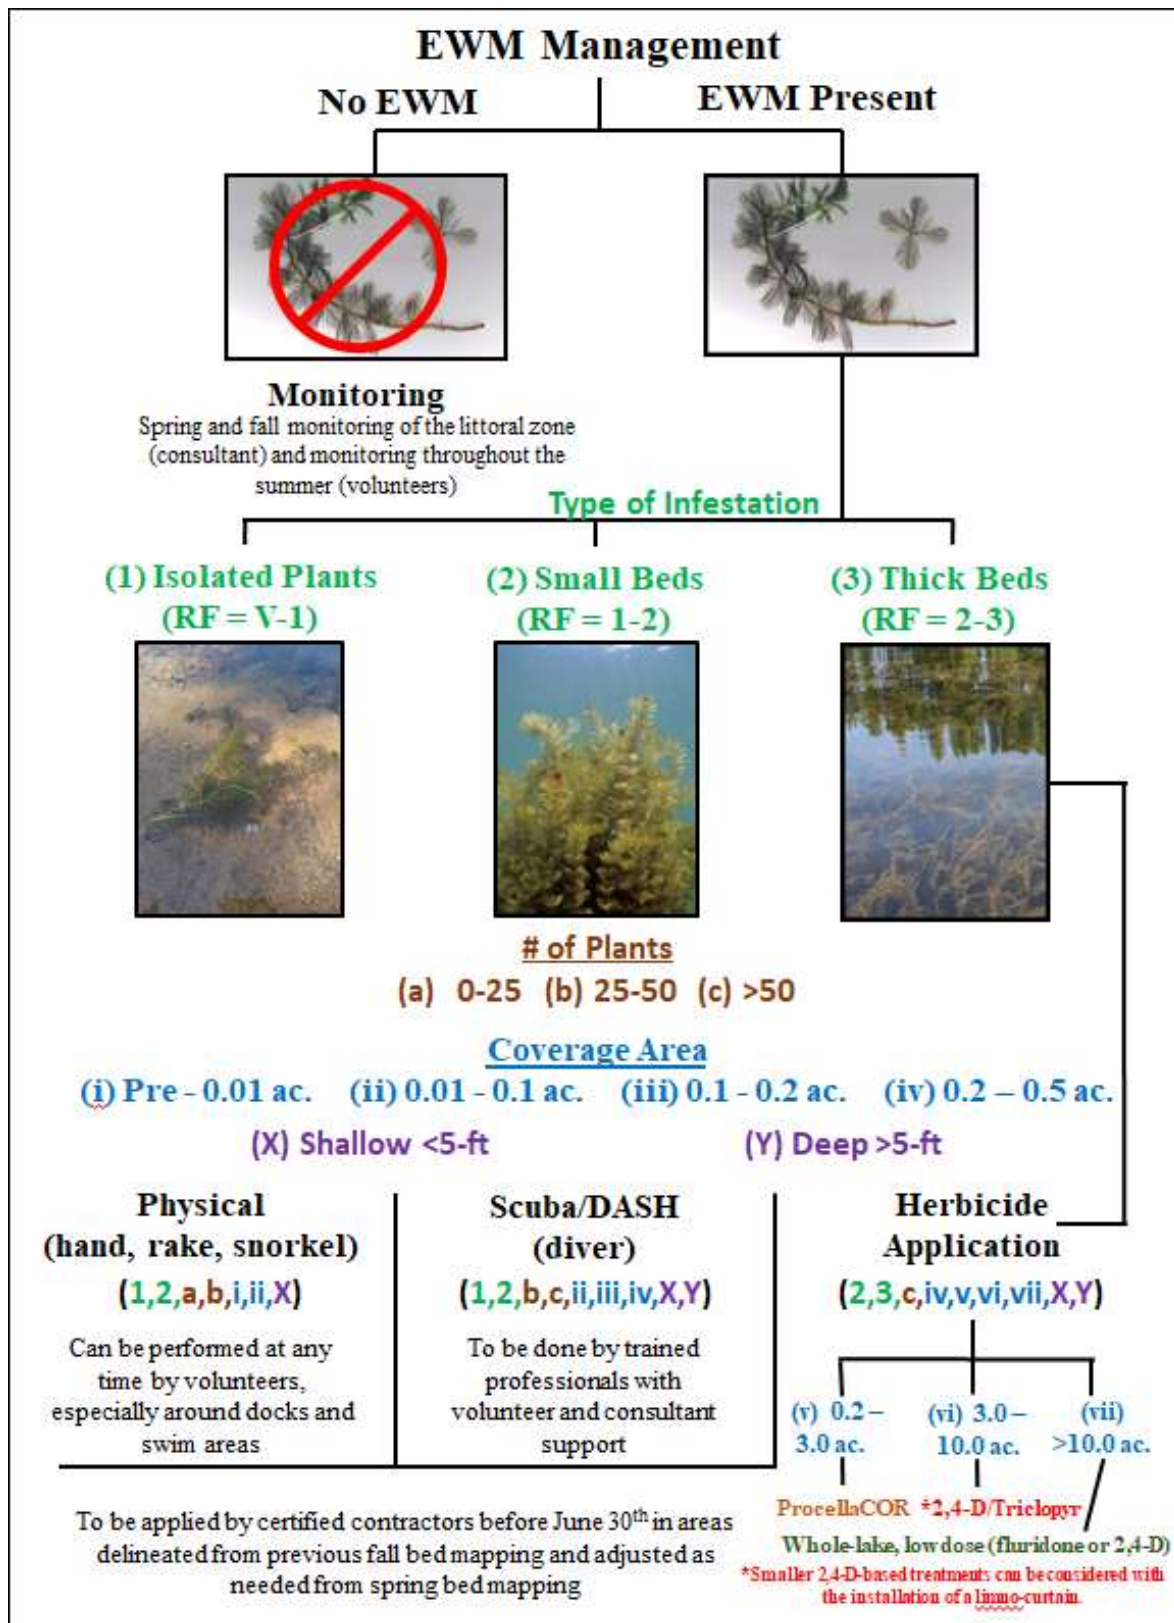 EWM Management
No EWM
EWM Present
Monitoring
Spring and fall monitoring of the littoral zone
(consultant) and monitoring throughout the
summer (volunteers)
Type of Infestation
(1) Isolated Plants
(RF = V-1)
(2) Small Beds
(RF = 1-2)
(3) Thick Beds
(RF = 2-3)
# of Plants
(a) 0-25 (b) 25-50 (c) >50
Coverage Area
(i) Pre - 0.01 ac. (ii) 0.01 - 0.1 ac. (iii) 0.1 - 0.2 ac. (iv) 0.2 – 0.5 ac.
(X) Shallow <5-ft (Y) Deep >5-ft
Physical
(hand, rake, snorkel)
(1,2,a,b,i,ii,X)
Can be performed at any
time by volunteers,
especially around docks and
swim areas
Scuba/DASH
(diver)
(1,2,b,c,ii,iii,iv,X,Y)
To be done by trained
professionals with
volunteer and consultant
support
Herbicide
Application
(2,3,c,iv,v,vi,vii,X,Y)
(v) 0.2 –
3.0 ac.
(vi) 3.0 –
10.0 ac.
(vii)
>10.0 ac.
ProcellaCOR
*2,4-D/Triclopyr
Whole-lake, low dose (fluridone or 2,4-D)
*Smaller 2,4-D-based treatments can be considered with
the installation of a limno-curtain.
To be applied by certified contractors before June 30th in areas
delineated from previous fall bed mapping and adjusted as
needed from spring bed mapping